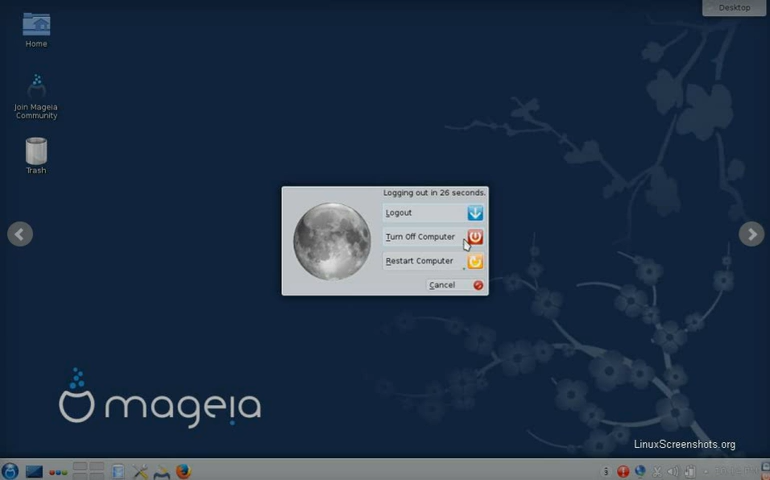 Desktop
Home
Join Mageia
Community
Trash
Logging out in 26 seconds.
Logout
Turn Off Computer
Restart Computer
Cancel
mageia
LinuxScreenshots.org